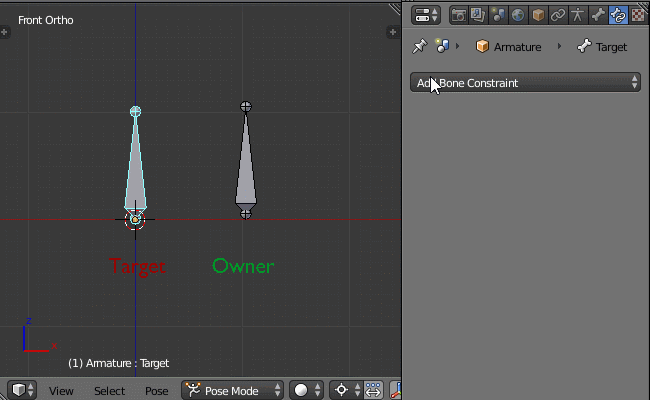 Front Ortho
Armature
Target
Add Bone Constraint
Target
Owner
z
x
(1) Armature : Target
View
Select
Pose
Pose Mode